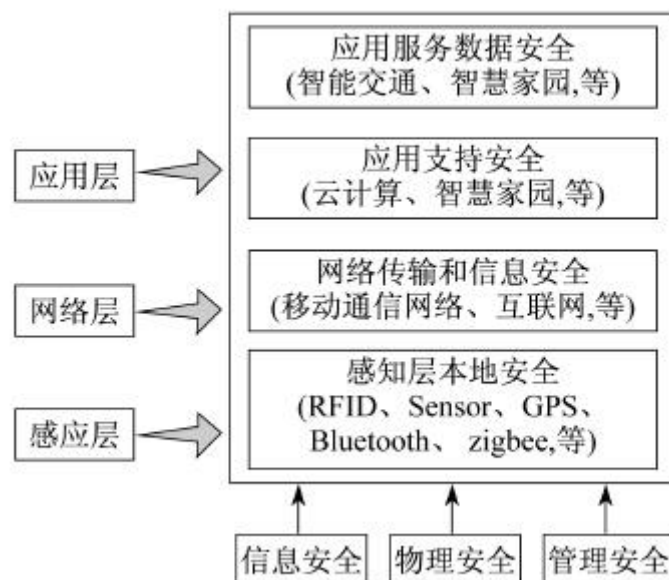 应用服务数据安全
(智能交通、智慧家园,等)
应用层
应用支持安全
(云计算、智慧家园,等)
网络层
网络传输和信息安全
(移动通信网络、互联网,等)
感应层
感知层本地安全
(RFID、Sensor、GPS、
Bluetooth、 zigbee,等)
信息安全
物理安全
管理安全